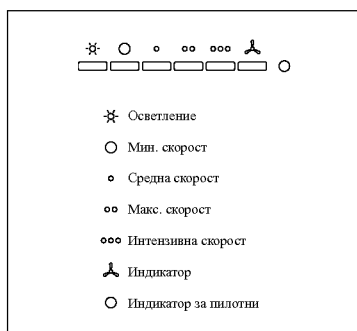 Осветление
Мин. скорост
Средна скорост
Макс. скорост
Интензивна скорост
Индикатор
Индикатор за пилотни